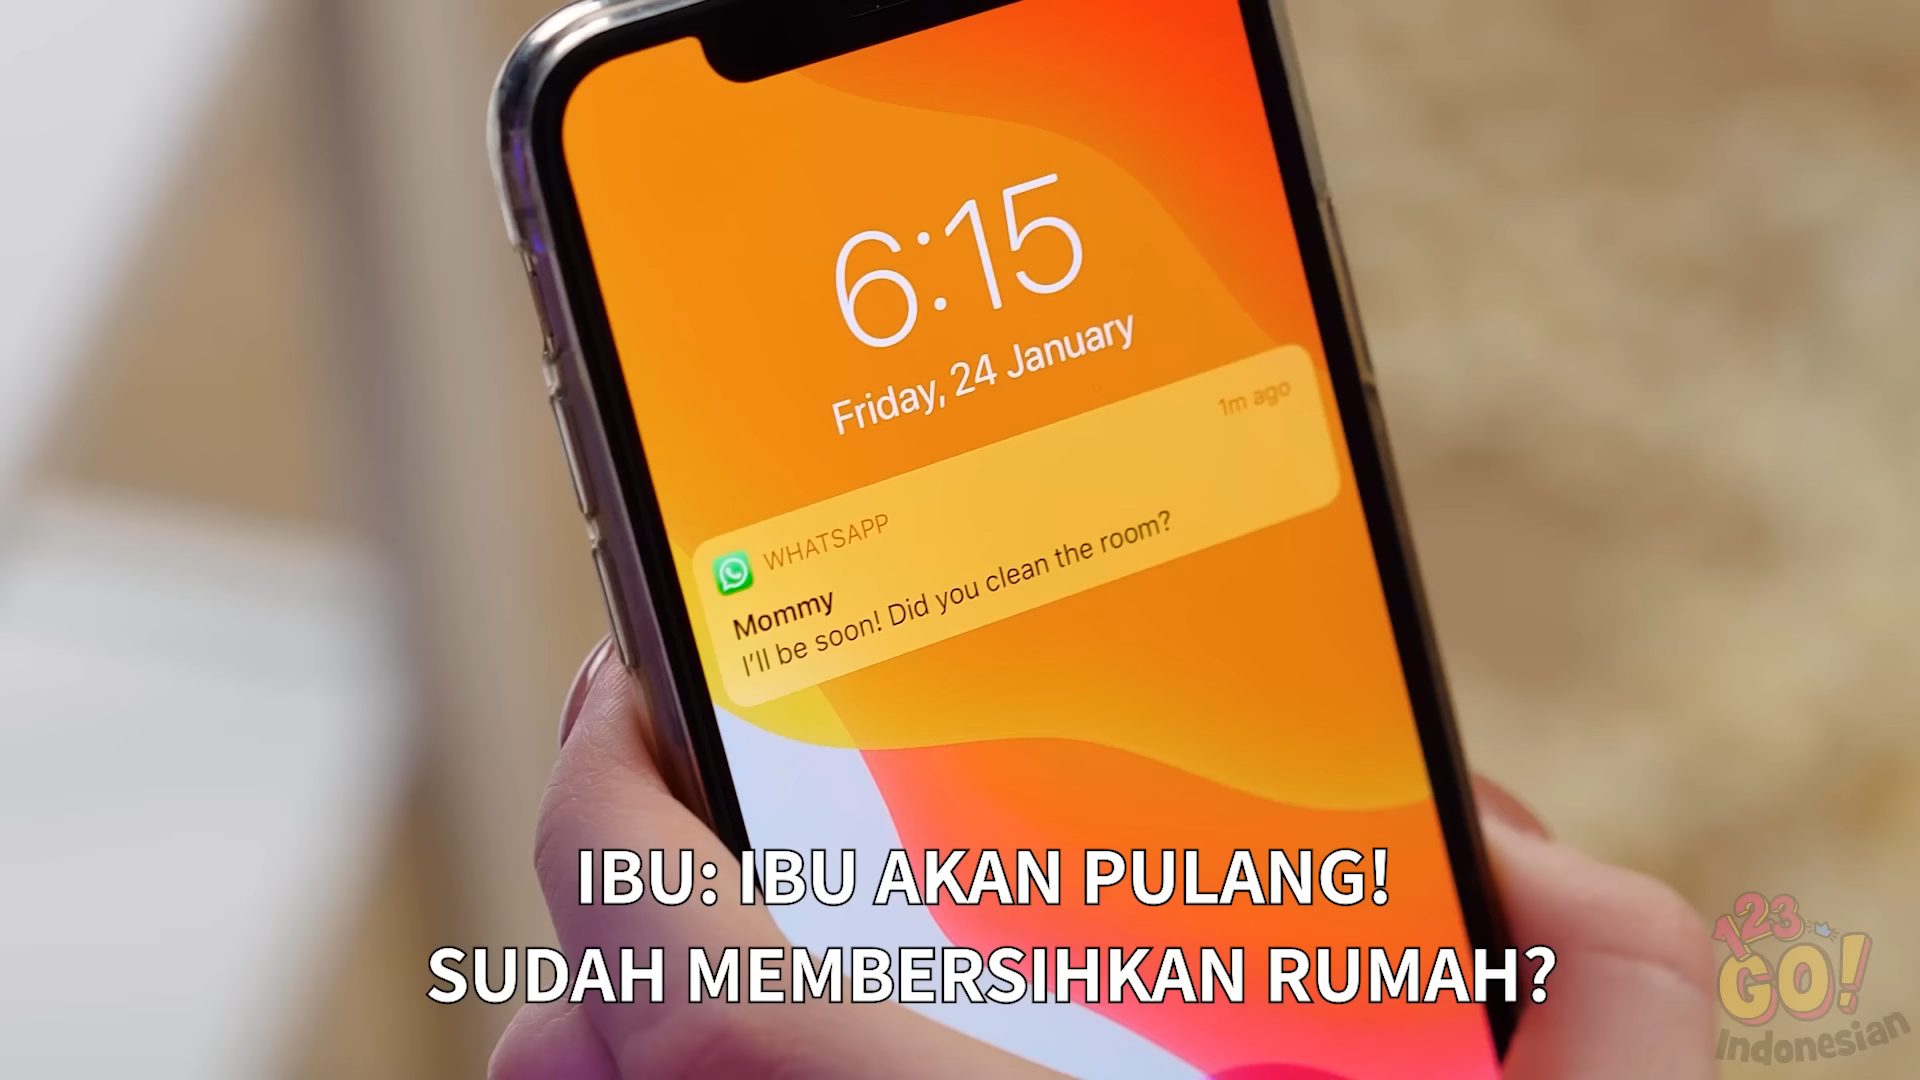 6:15
Friday, 24 January
WHATSAPP
1m ago
Mommy
I'll be soon! Did you clean the room?
IBU: IBU AKAN PULANG!
SUDAH MEMBERSIHKAN RUMAH?
123
GO!
Indonesian